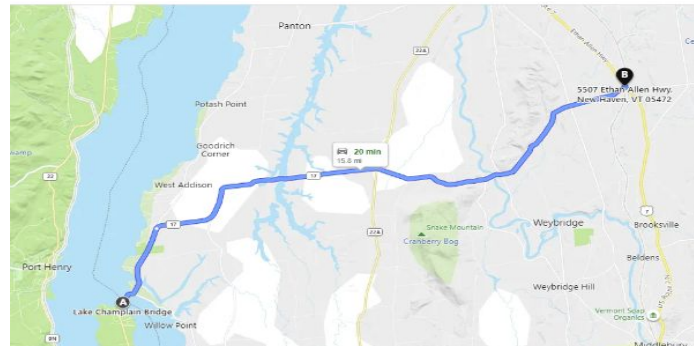 Panton
22A
Ethan Allen Hwy
B
5507 Ethan Allen Hwy.
New Haven, VT 05472
Potash Point
Goodrich
Corner
20 min
15.8 mi
17
West Addison
22
17
Snake Mountain
Cranberry Bog
22A
Weybridge
7
Brooksville
Beldens
Port Henry
A
Lake Champlain Bridge
Willow Point
Weybridge Hill
Vermont Soap
Organics
9N
Middlebury